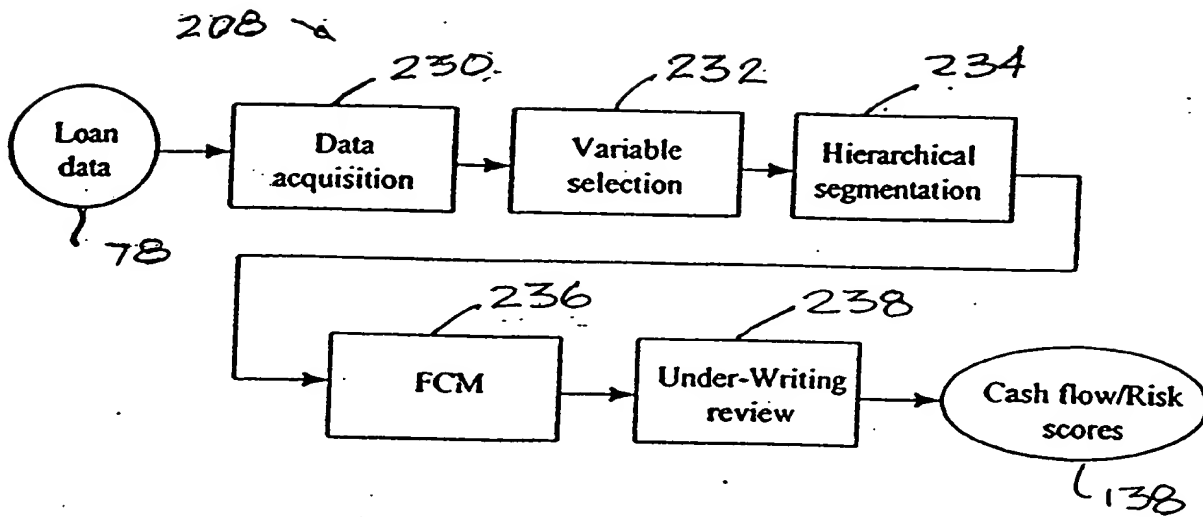 208
230
232
234
Loan
data
Data
acquisition
Variable
selection
Hierarchical
segmentation
78
236
238
FCM
Under-Writing
review
Cash flow/Risk
scores
138